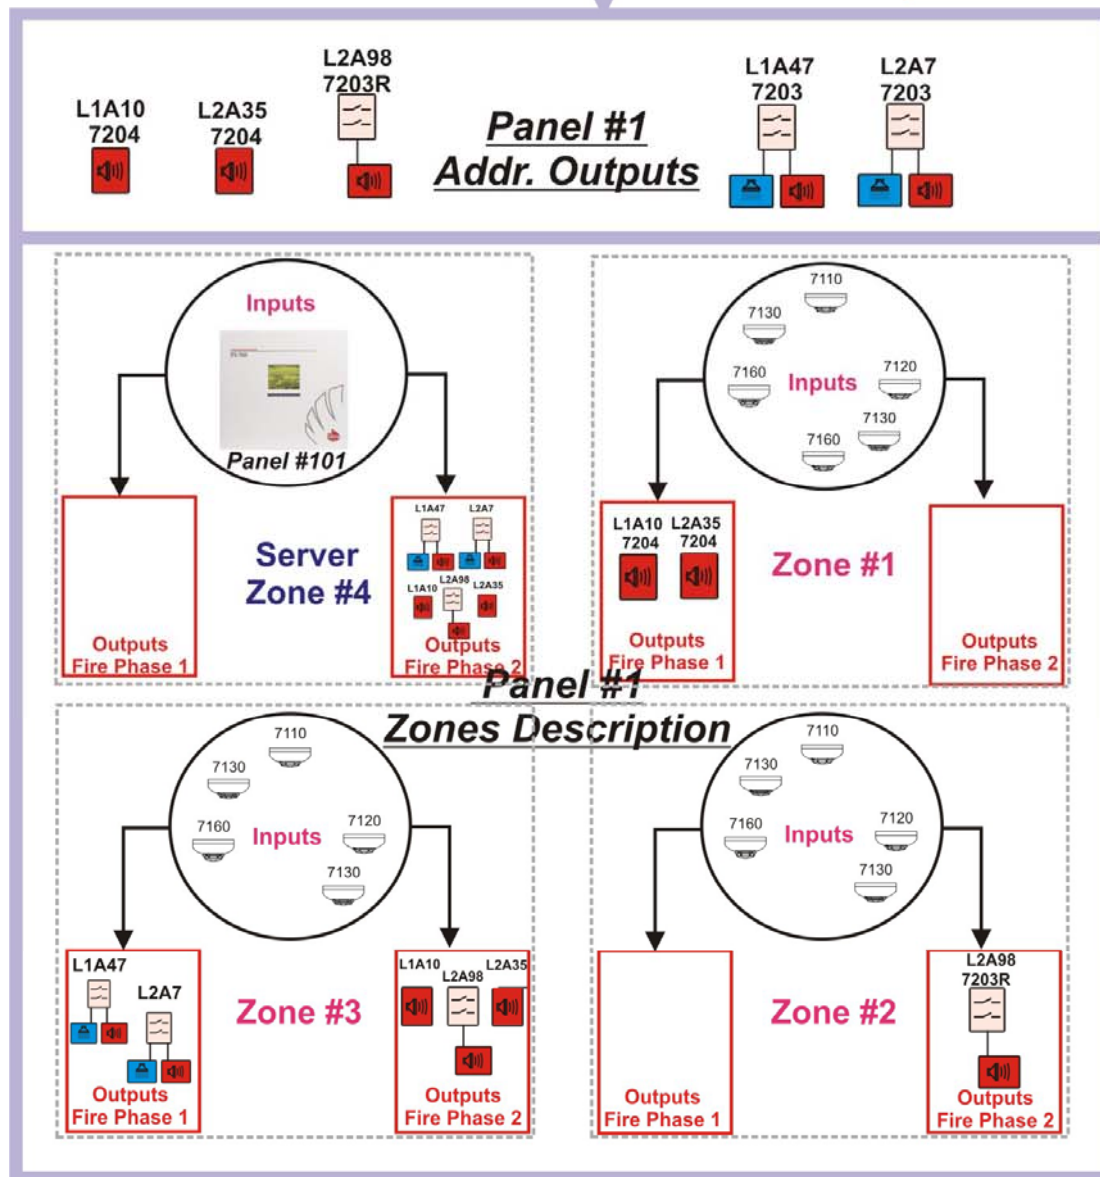 L2A98
7203R
L1A10
7204
L2A35
7204
Panel #1
Addr. Outputs
L1A47
7203
L2A7
7203
Inputs
Panel #101
Server
Zone #4
Outputs
Fire Phase 1
L1A47
L2A7
L1A10
L2A98
L2A35
Outputs
Fire Phase 2
7110
7130
7160
Inputs
7120
7130
7160
L1A10
7204
L2A35
7204
Outputs
Fire Phase 1
Zone #1
Outputs
Fire Phase 2
Panel #1
Zones Description
7110
7130
7160
Inputs
7120
7130
L1A47
L2A7
Outputs
Fire Phase 1
Zone #3
L1A10
L2A98
L2A35
Outputs
Fire Phase 2
7110
7130
7160
Inputs
7120
7130
Outputs
Fire Phase 1
Zone #2
L2A98
7203R
Outputs
Fire Phase 2